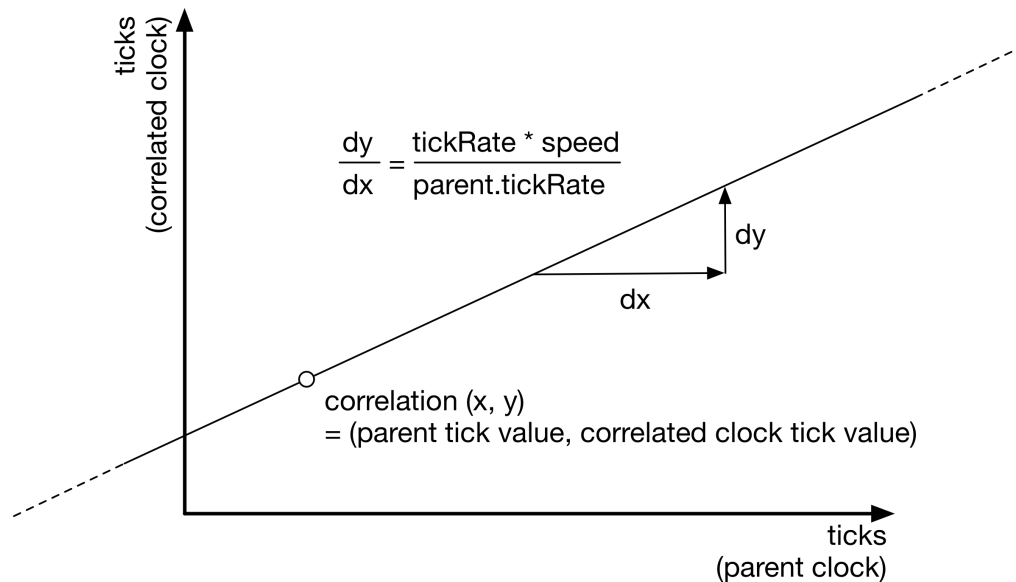 ticks
(correlated clock)
dy
dx
=
tickRate * speed
parent.tickRate
dy
dx
correlation (x, y)
= (parent tick value, correlated clock tick value)
ticks
(parent clock)